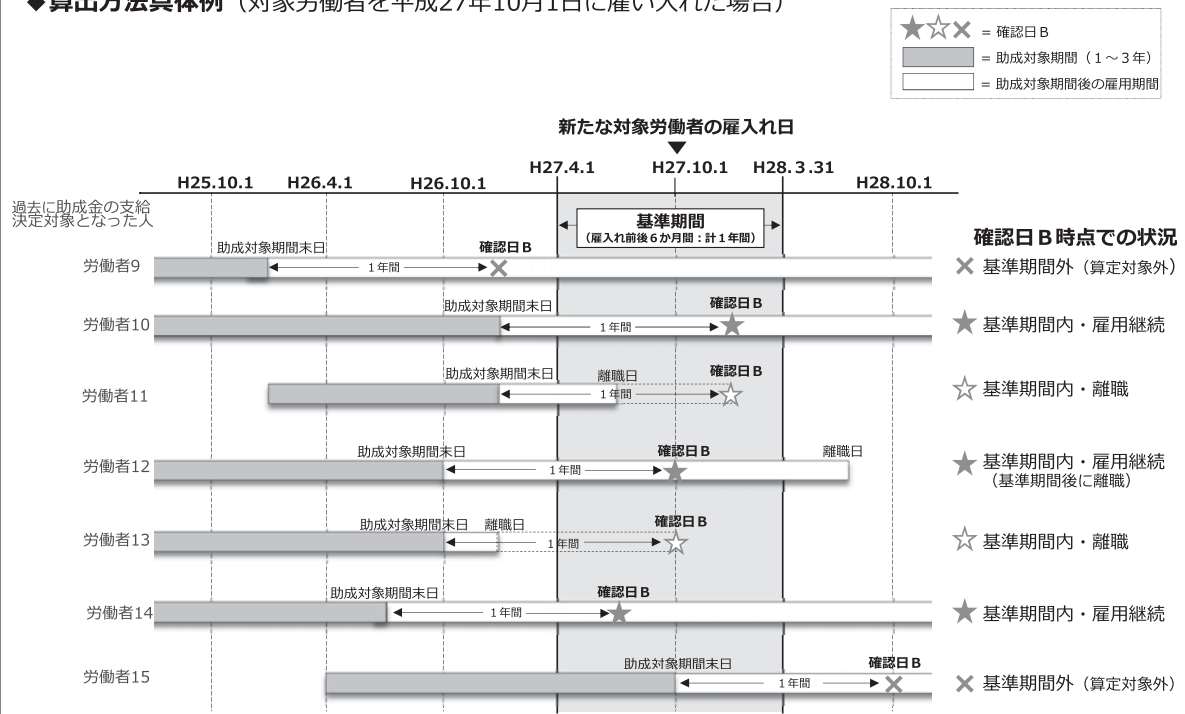 ◆算出方法具体例（対象労働者を平成27年10月1日に雇い入れた場合）
★☆✕ = 確認日Ｂ
= 助成対象期間（１～３年）
= 助成対象期間後の雇用期間
新たな対象労働者の雇入れ日
▼
H25.10.1 H26.4.1 H26.10.1 H27.4.1 H27.10.1 H28.３.31 H28.10.1
過去に助成金の支給
決定対象となった人
基準期間
（雇入れ前後６か月間：計１年間）
確認日Ｂ時点での状況
助成対象期間末日 確認日Ｂ
労働者9 １年間 ✕ ✕ 基準期間外（算定対象外）
助成対象期間末日 確認日Ｂ
労働者10 １年間 ★ ★ 基準期間内・雇用継続
助成対象期間末日 離職日 確認日Ｂ
労働者11 １年間 ☆ ☆ 基準期間内・離職
助成対象期間末日 確認日Ｂ 離職日
労働者12 １年間 ★ ★ 基準期間内・雇用継続
（基準期間後に離職）
助成対象期間末日 離職日 確認日Ｂ
労働者13 １年間 ☆ ☆ 基準期間内・離職
助成対象期間末日 確認日Ｂ
労働者14 １年間 ★ ★ 基準期間内・雇用継続
助成対象期間末日 確認日Ｂ
労働者15 １年間 ✕ ✕ 基準期間外（算定対象外）